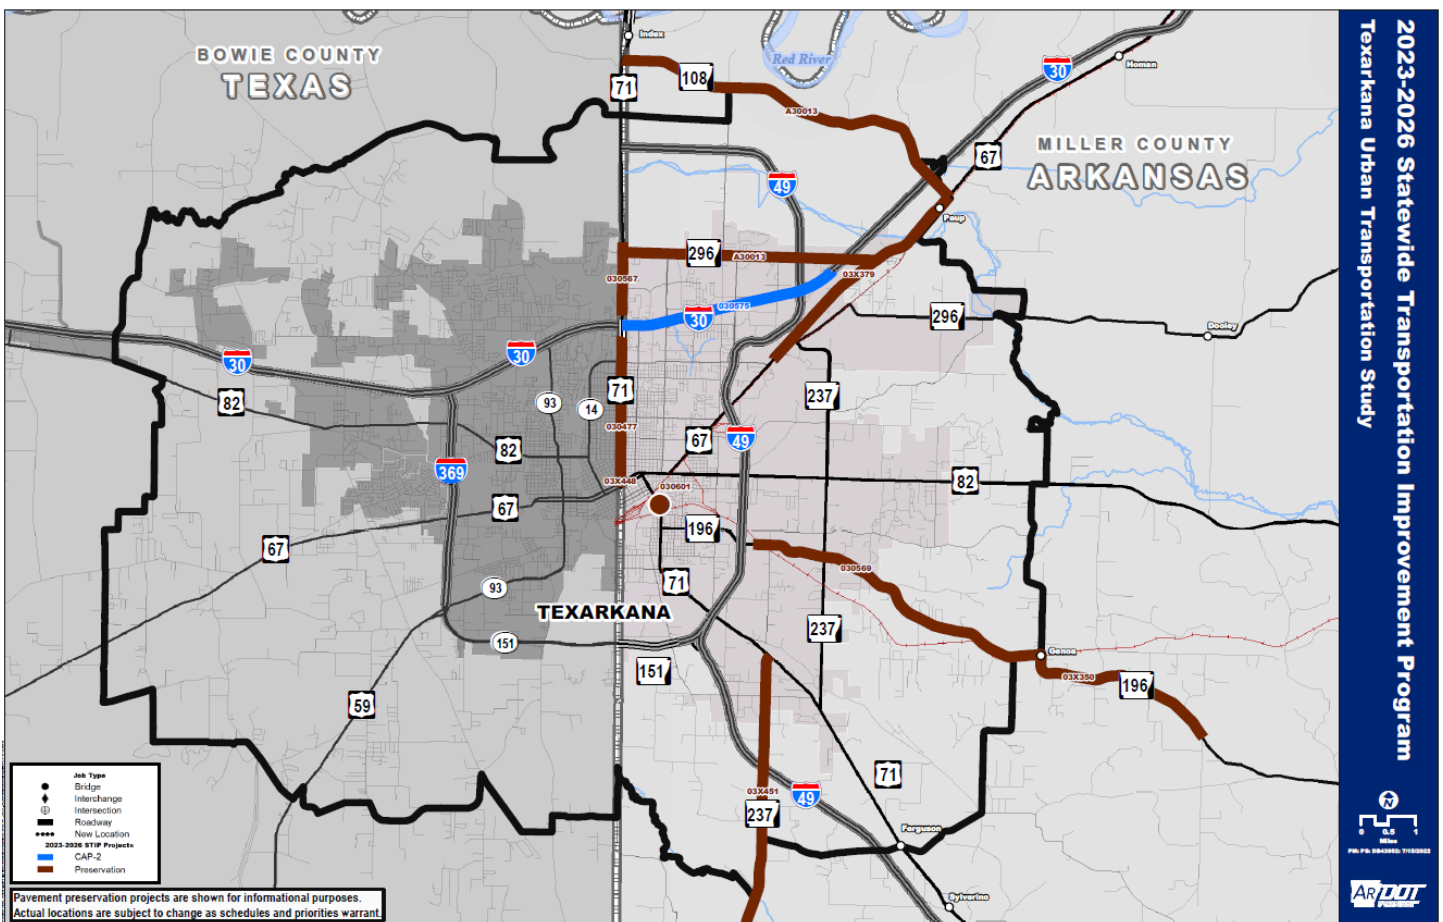 2023-2026 Statewide Transportation Improvement Program
Texarkana Urban Transportation Study
BOWIE COUNTY
TEXAS
MILLER COUNTY
ARKANSAS
Red River
Index
Homan
30
71
108
A30013
67
49
Paup
296
A30013
030567
03X379
030575
30
296
Dooley
30
30
82
93
14
71
237
030477
67
49
82
369
03X448
030601
82
67
196
67
030569
71
93
TEXARKANA
237
151
151
Genoa
03X350
196
59
71
03X451
49
237
Ferguson
Sylverino
Job Type
Bridge
Interchange
Intersection
Roadway
New Location
2023-2026 STIP Projects
CAP-2
Preservation
Pavement preservation projects are shown for informational purposes.
Actual locations are subject to change as schedules and priorities warrant.
N
0 0.5 1
Miles
ARDOT